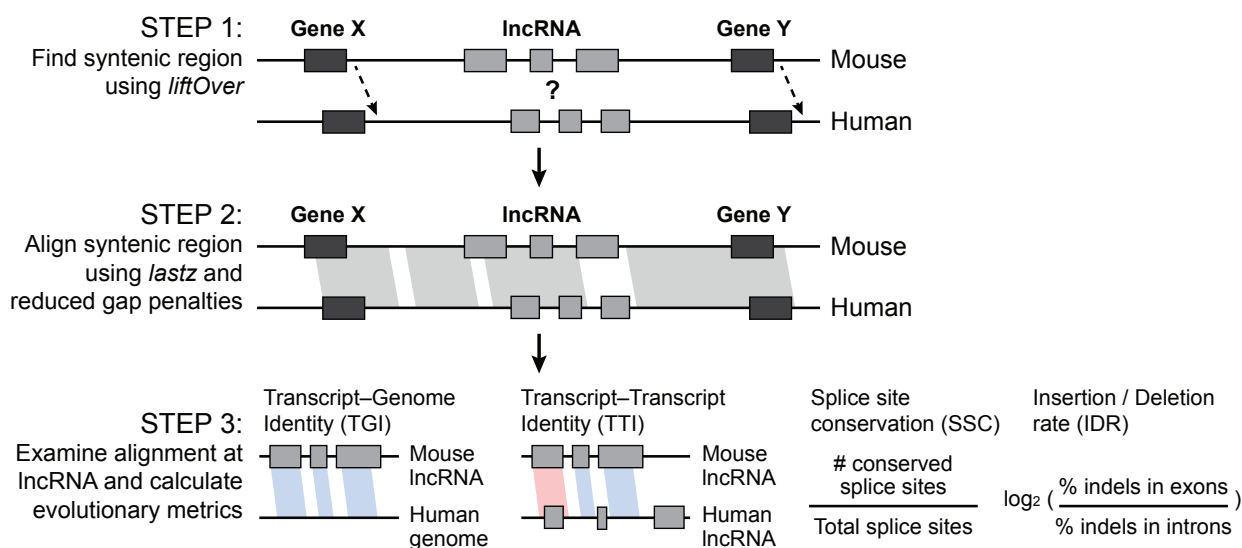 STEP 1:
Find syntenic region
using liftOver
Gene X
lncRNA
Gene Y
Mouse
?
Human
STEP 2:
Align syntenic region
using lastz and
reduced gap penalties
Gene X
lncRNA
Gene Y
Mouse
Human
STEP 3:
Examine alignment at
lncRNA and calculate
evolutionary metrics
Transcript–Genome
Identity (TGI)
Mouse
lncRNA
Human
genome
Transcript–Transcript
Identity (TTI)
Mouse
lncRNA
Human
lncRNA
Splice site
conservation (SSC)
# conserved
splice sites
Total splice sites
Insertion / Deletion
rate (IDR)
log₂ ( % indels in exons )
% indels in introns